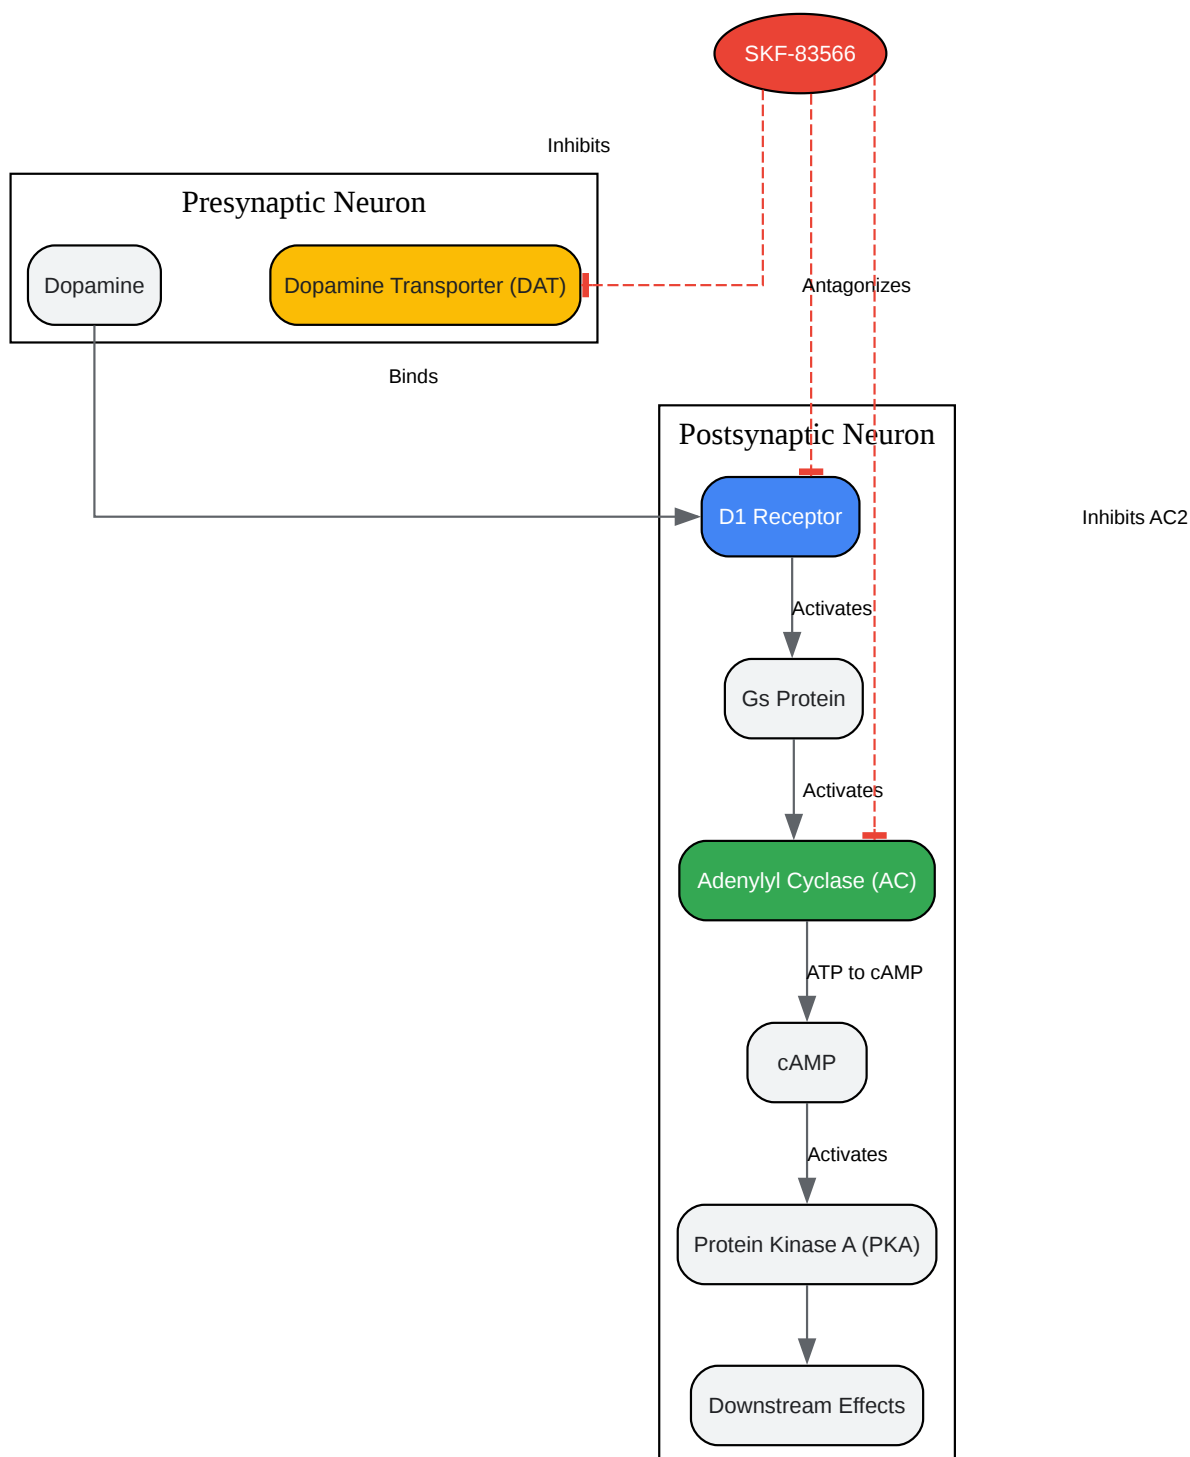 SKF-83566
Inhibits
Presynaptic Neuron
Dopamine
Dopamine Transporter (DAT)
Antagonizes
Binds
Postsynaptic Neuron
D1 Receptor
Inhibits AC2
Activates
Gs Protein
Activates
Adenylyl Cyclase (AC)
ATP to cAMP
cAMP
Activates
Protein Kinase A (PKA)
Downstream Effects